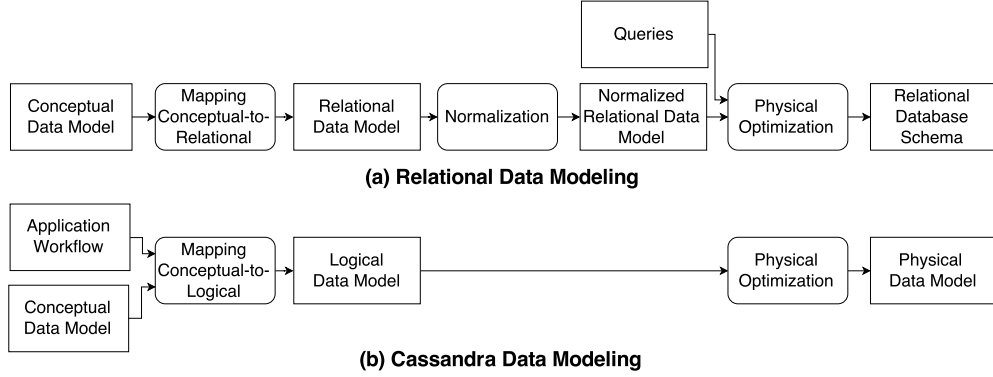 Queries
Conceptual
Data Model
Mapping
Conceptual-to-
Relational
Relational
Data Model
Normalization
Normalized
Relational Data
Model
Physical
Optimization
Relational
Database
Schema
(a) Relational Data Modeling
Application
Workflow
Conceptual
Data Model
Mapping
Conceptual-to-
Logical
Logical
Data Model
Physical
Optimization
Physical
Data Model
(b) Cassandra Data Modeling